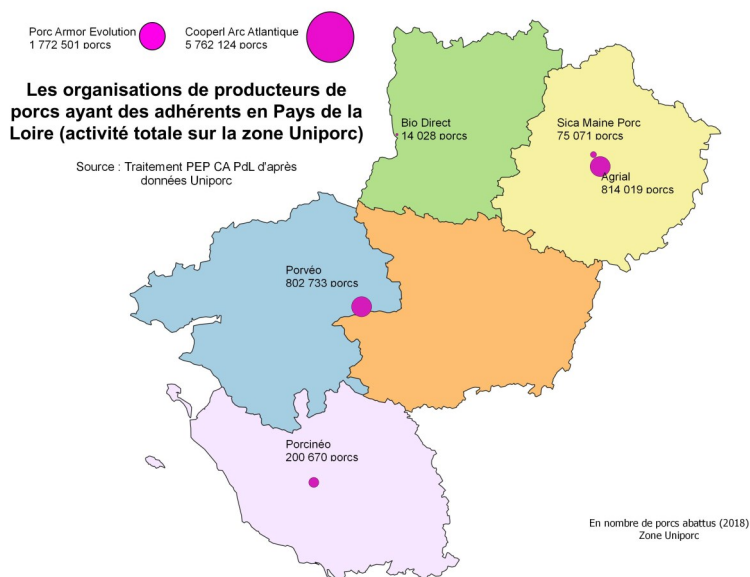 Porc Armor Evolution
1 772 501 porcs
Cooperl Arc Atlantique
5 762 124 porcs
Les organisations de producteurs de
porcs ayant des adhérents en Pays de la
Loire (activité totale sur la zone Uniporc)
Source : Traitement PEP CA PdL d'après
données Uniporc
Bio Direct
14 028 porcs
Sica Maine Porc
75 071 porcs
Agrial
814 019 porcs
Porvéo
802 733 porcs
Porcinéo
200 670 porcs
En nombre de porcs abattus (2018)
Zone Uniporc